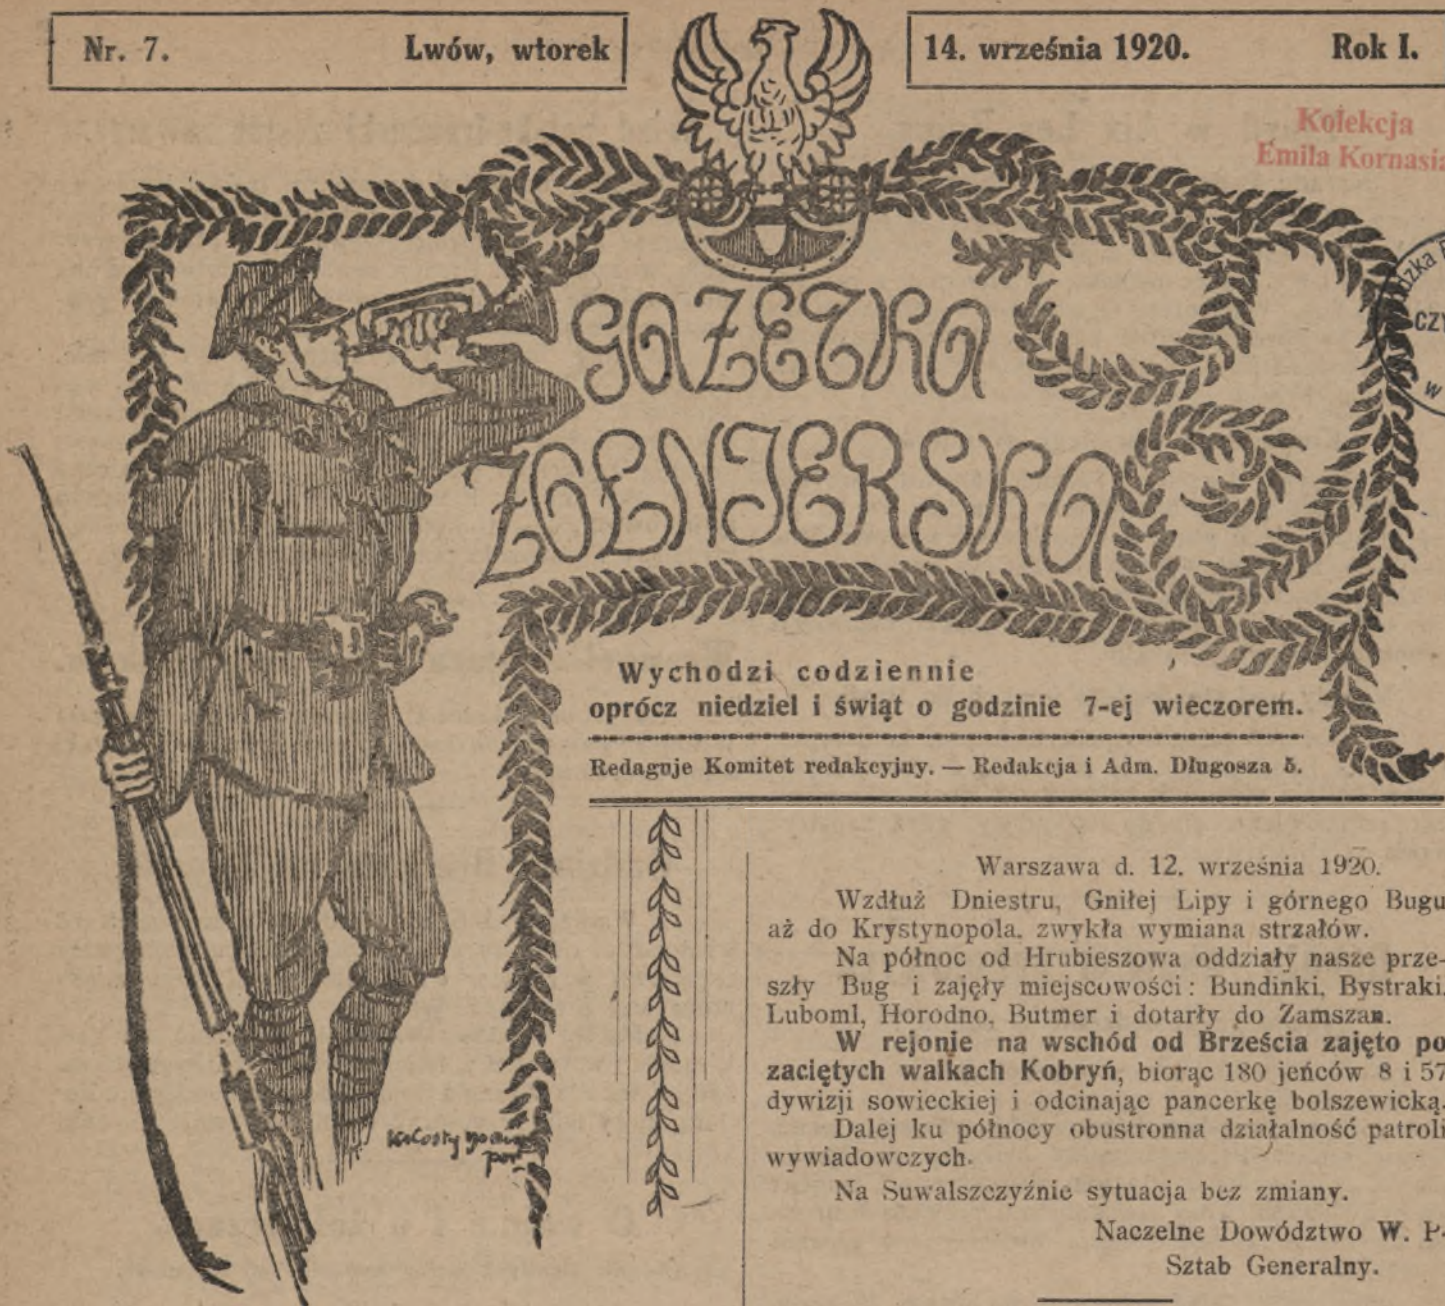 Nr. 7. Lwów, wtorek
14. września 1920. Rok I.
Kolekcja
Emila Kornasia
GAZETKA
ŻOŁNIERSKA
Wychodzi codziennie
oprócz niedziel i świąt o godzinie 7-ej wieczorem.
Redaguje Komitet redakcyjny. — Redakcja i Adm. Długosza 5.
Warszawa d. 12. września 1920.
Wzdłuż Dniestru, Gniłej Lipy i górnego Bugu
aż do Krystynopola, zwykła wymiana strzałów.
Na północ od Hrubieszowa oddziały nasze prze-
szły Bug i zajęły miejscowości: Bundinki, Bystraki,
Luboml, Horodno, Butmer i dotarły do Zamszan.
W rejonie na wschód od Brześcia zajęto po
zaciętych walkach Kobryń, biorąc 180 jeńców 8 i 57
dywizji sowieckiej i odcinając pancerkę bolszewicką.
Dalej ku północy obustronna działalność patroli
wywiadowczych.
Na Suwalszczyźnie sytuacja bez zmiany.
Naczelne Dowództwo W. P.
Sztab Generalny.